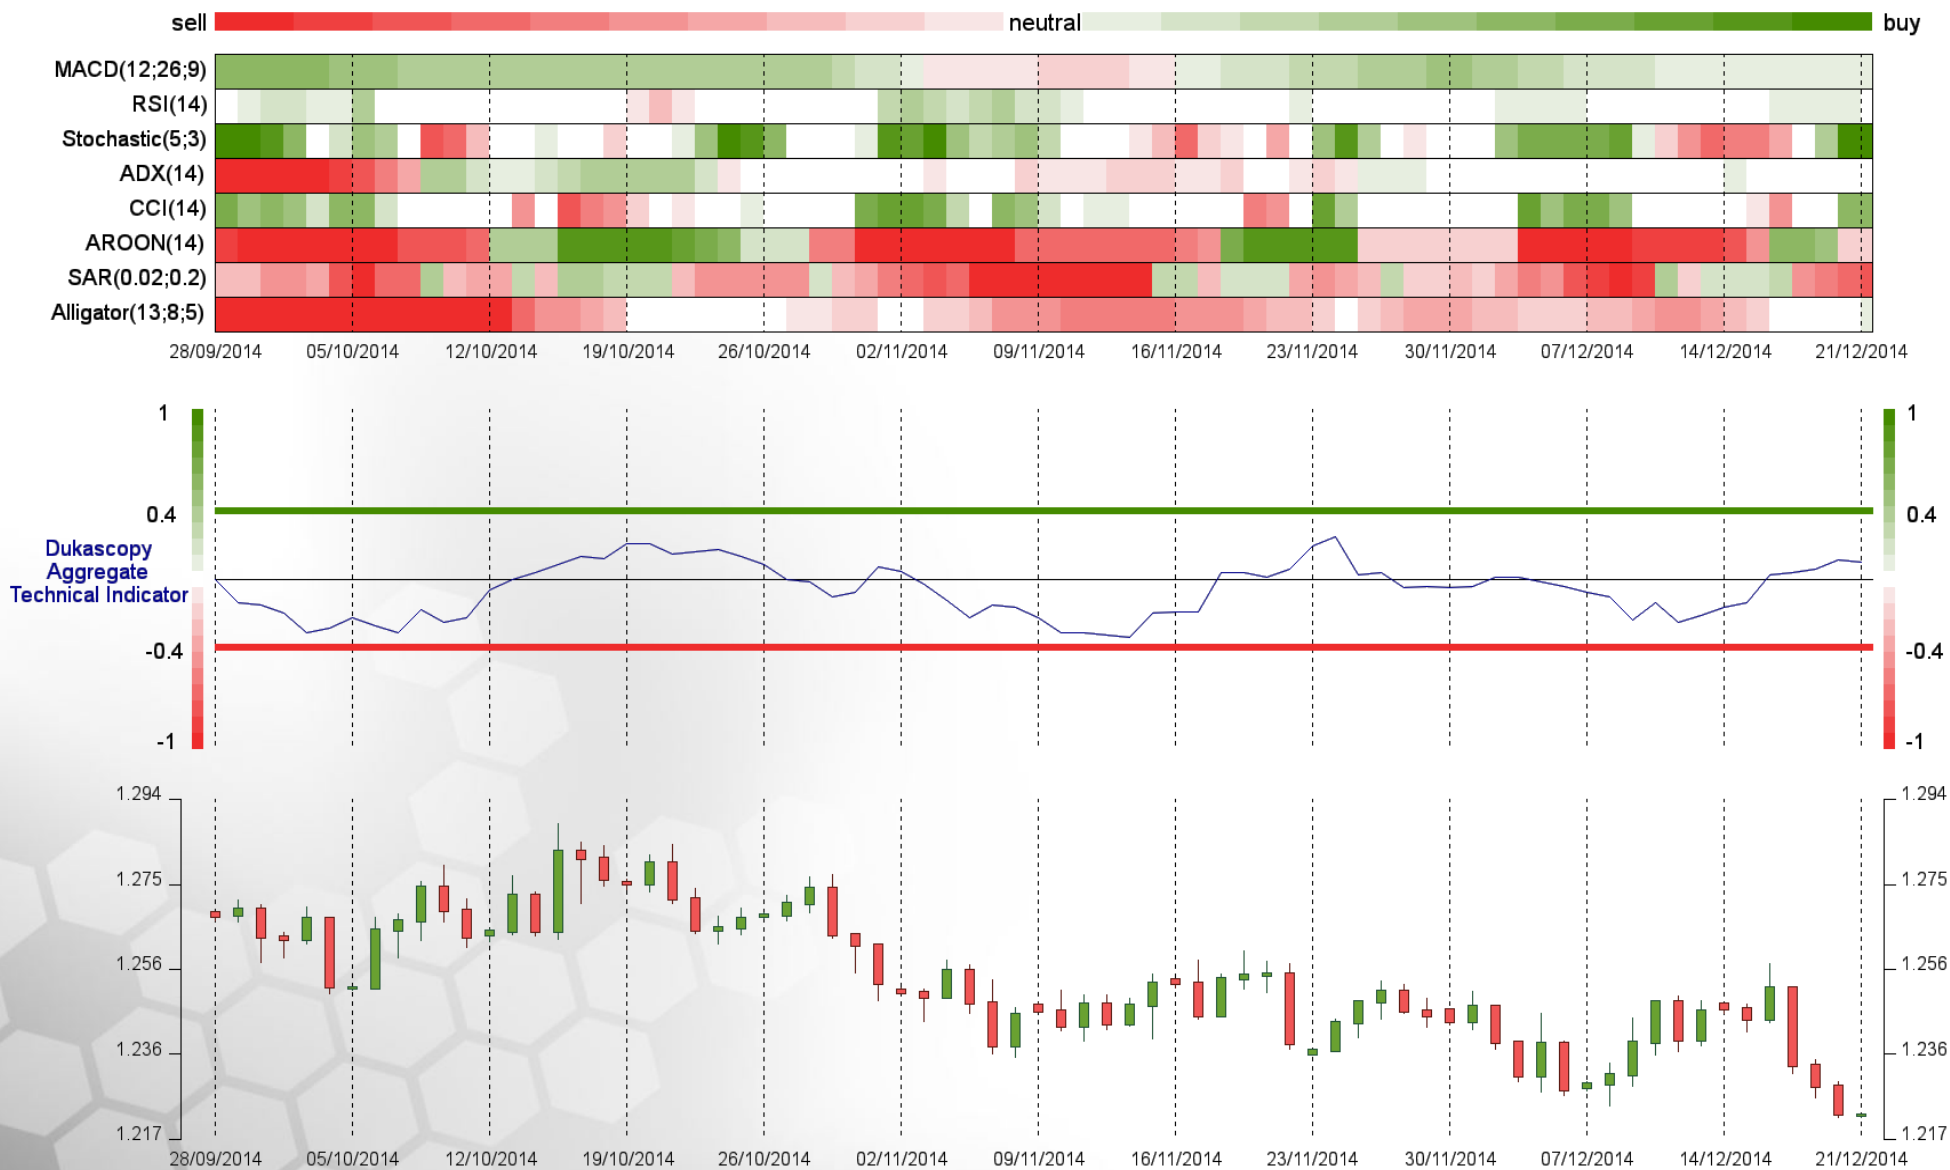 sell neutral buy
MACD(12;26;9)
RSI(14)
Stochastic(5;3)
ADX(14)
CCI(14)
AROON(14)
SAR(0.02;0.2)
Alligator(13;8;5)
28/09/2014 05/10/2014 12/10/2014 19/10/2014 26/10/2014 02/11/2014 09/11/2014 16/11/2014 23/11/2014 30/11/2014 07/12/2014 14/12/2014 21/12/2014
1 1
0.4 0.4
Dukascopy
Aggregate
Technical Indicator
-0.4 -0.4
-1 -1
1.294 1.294
1.275 1.275
1.256 1.256
1.236 1.236
1.217 1.217
28/09/2014 05/10/2014 12/10/2014 19/10/2014 26/10/2014 02/11/2014 09/11/2014 16/11/2014 23/11/2014 30/11/2014 07/12/2014 14/12/2014 21/12/2014